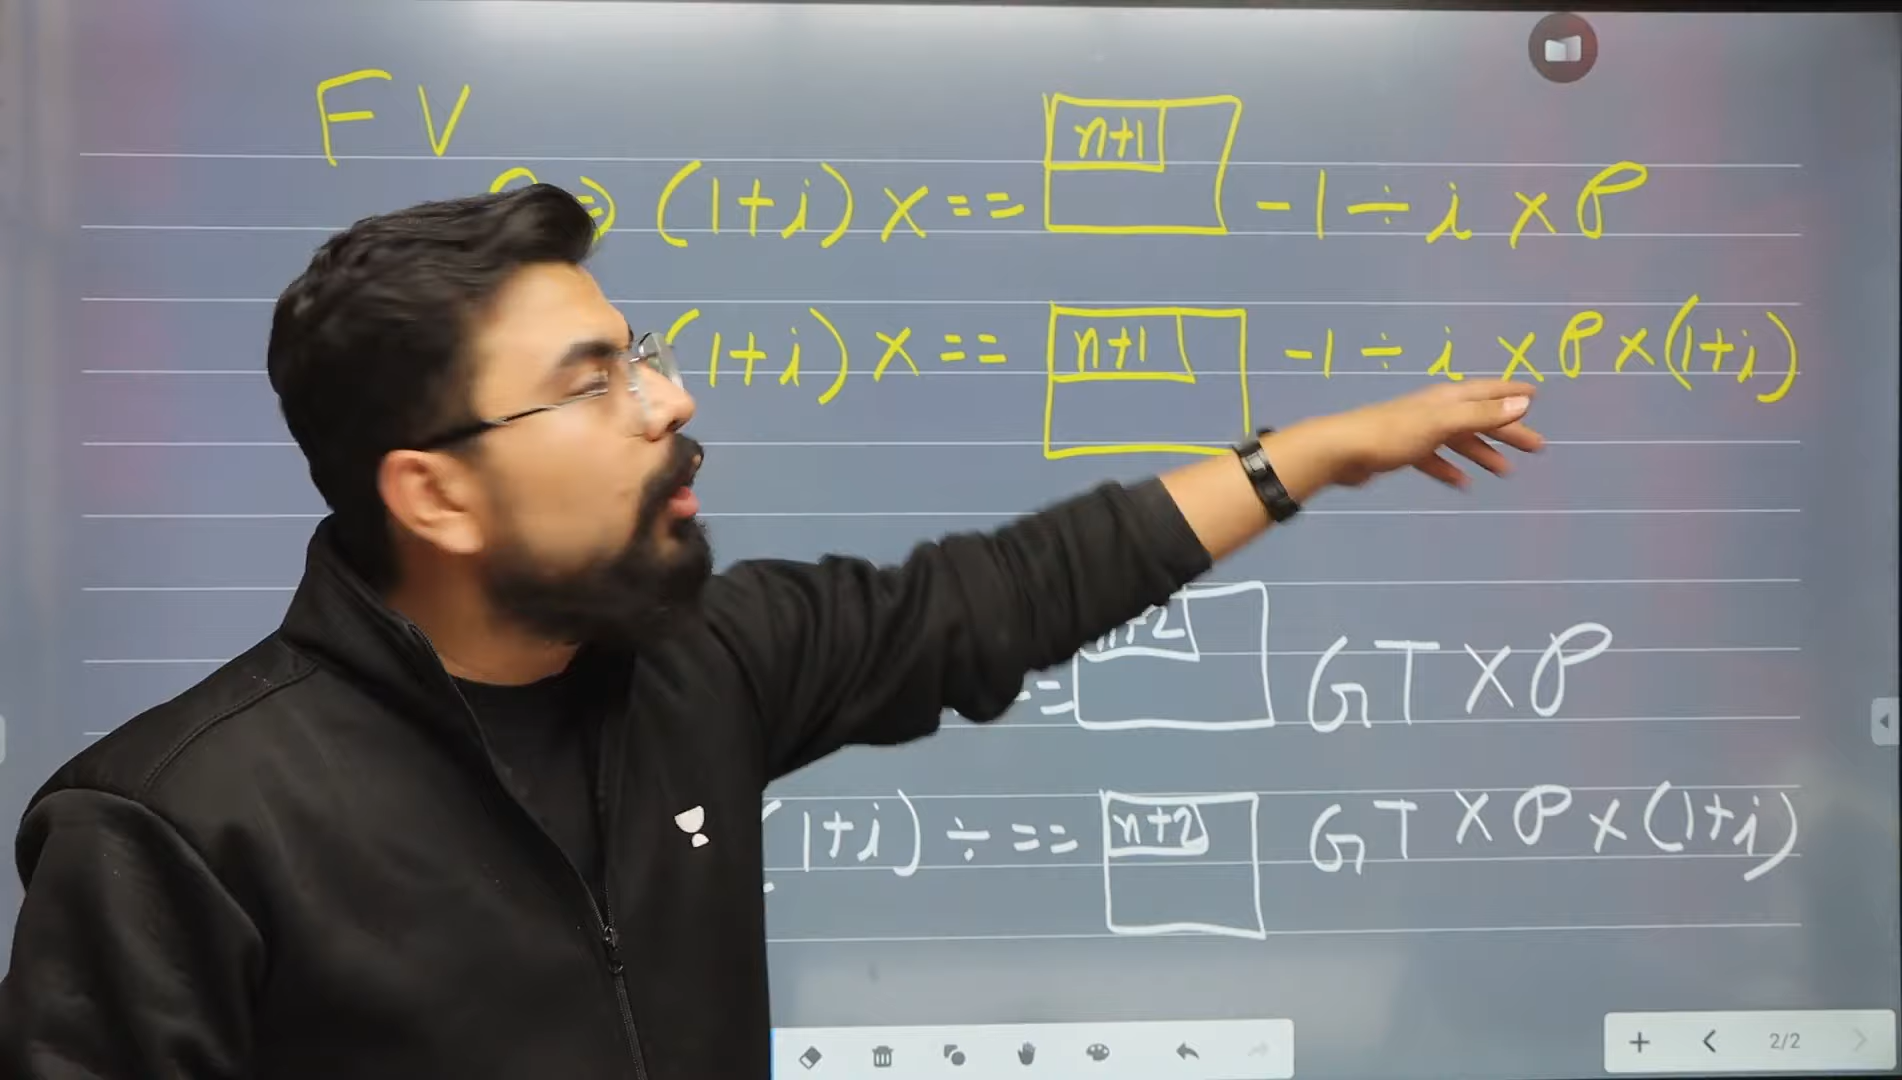 FV
⇒ (1+i) × == n+1 -1 ÷ i × P
(1+i) × == n+1 -1 ÷ i × P × (1+i)
== n+2 GT × P
(1+i) ÷ == n+2 GT × P × (1+i)
2/2